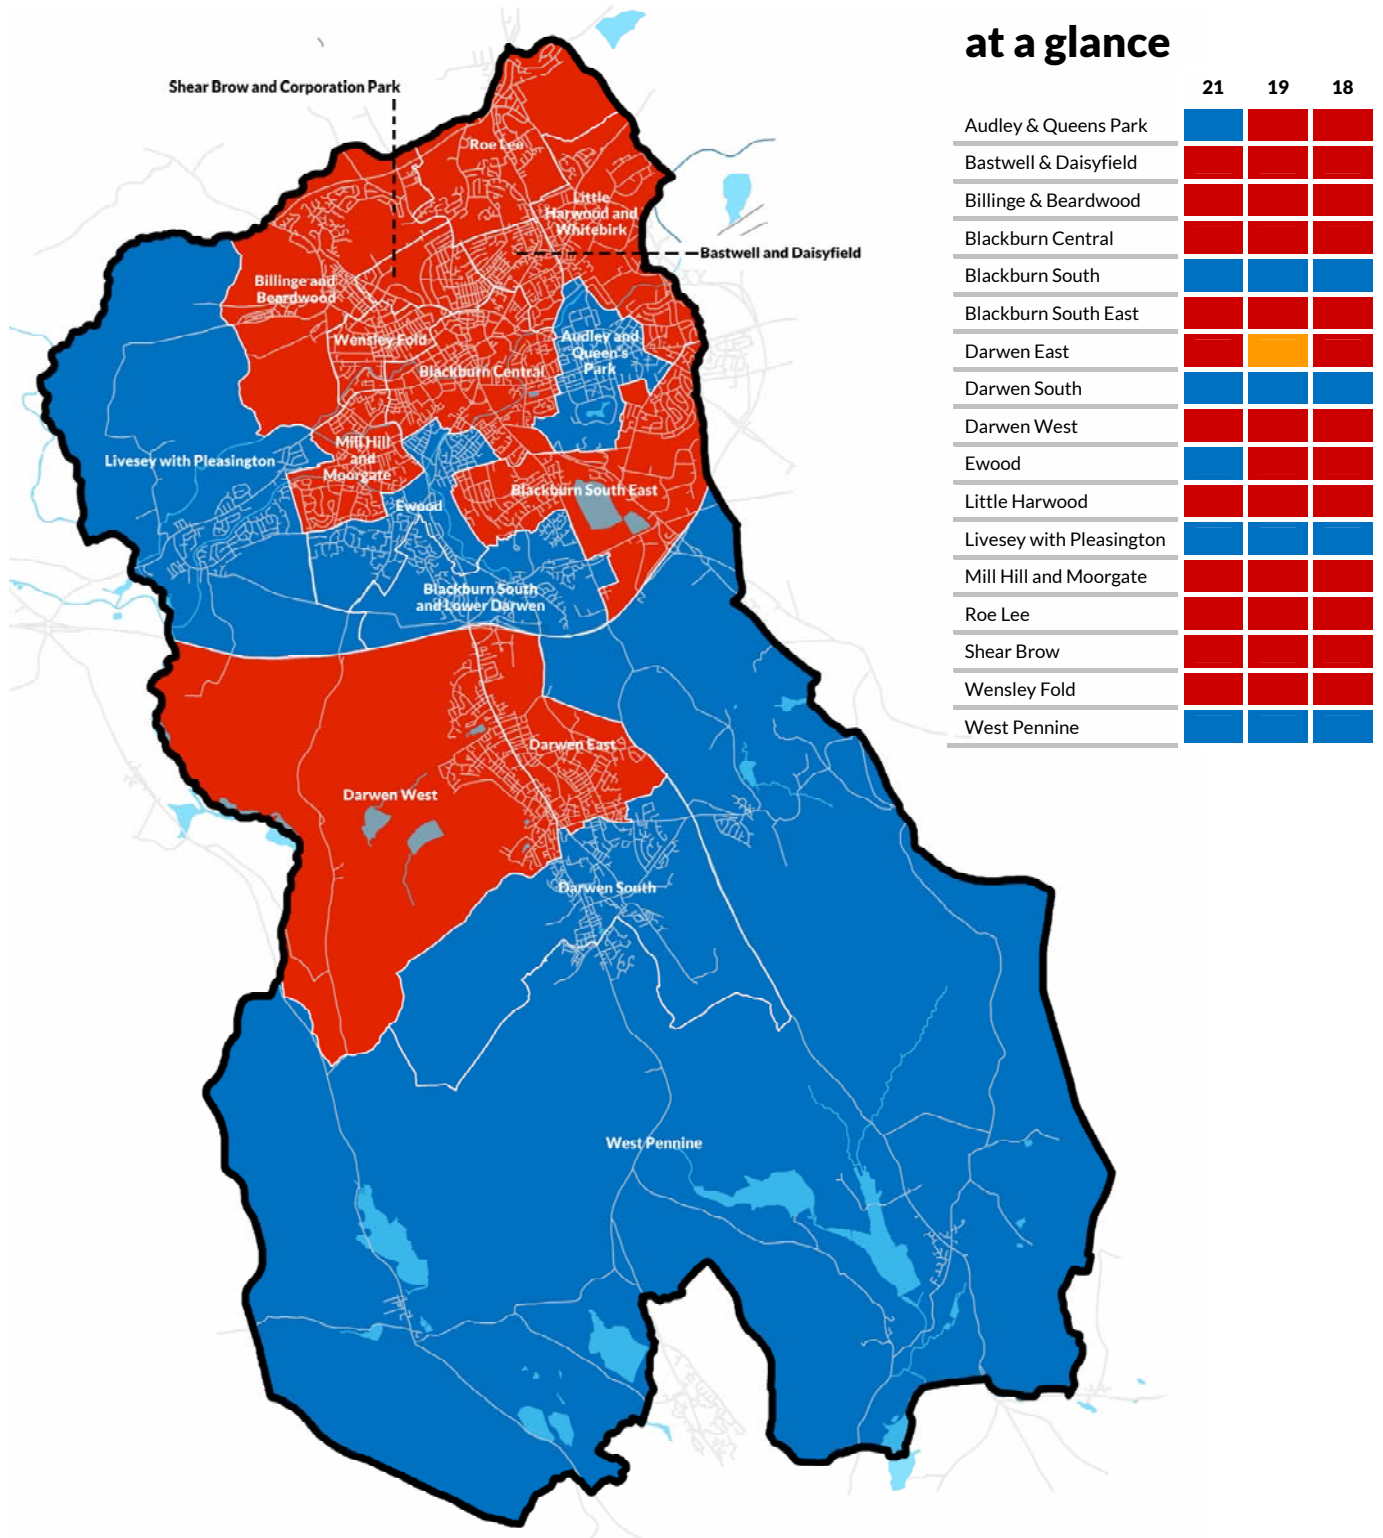 at a glance
21 19 18
Audley & Queens Park
Bastwell & Daisyfield
Billinge & Beardwood
Blackburn Central
Blackburn South
Blackburn South East
Darwen East
Darwen South
Darwen West
Ewood
Little Harwood
Livesey with Pleasington
Mill Hill and Moorgate
Roe Lee
Shear Brow
Wensley Fold
West Pennine
Shear Brow and Corporation Park
Roe Lee
Little
Harwood and
Whitebirk
Bastwell and Daisyfield
Billinge and
Beardwood
Wensley Fold
Audley and
Queen's
Park
Blackburn Central
Mill Hill
and
Moorgate
Livesey with Pleasington
Blackburn South East
Ewood
Blackburn South
and Lower Darwen
Darwen East
Darwen West
Darwen South
West Pennine